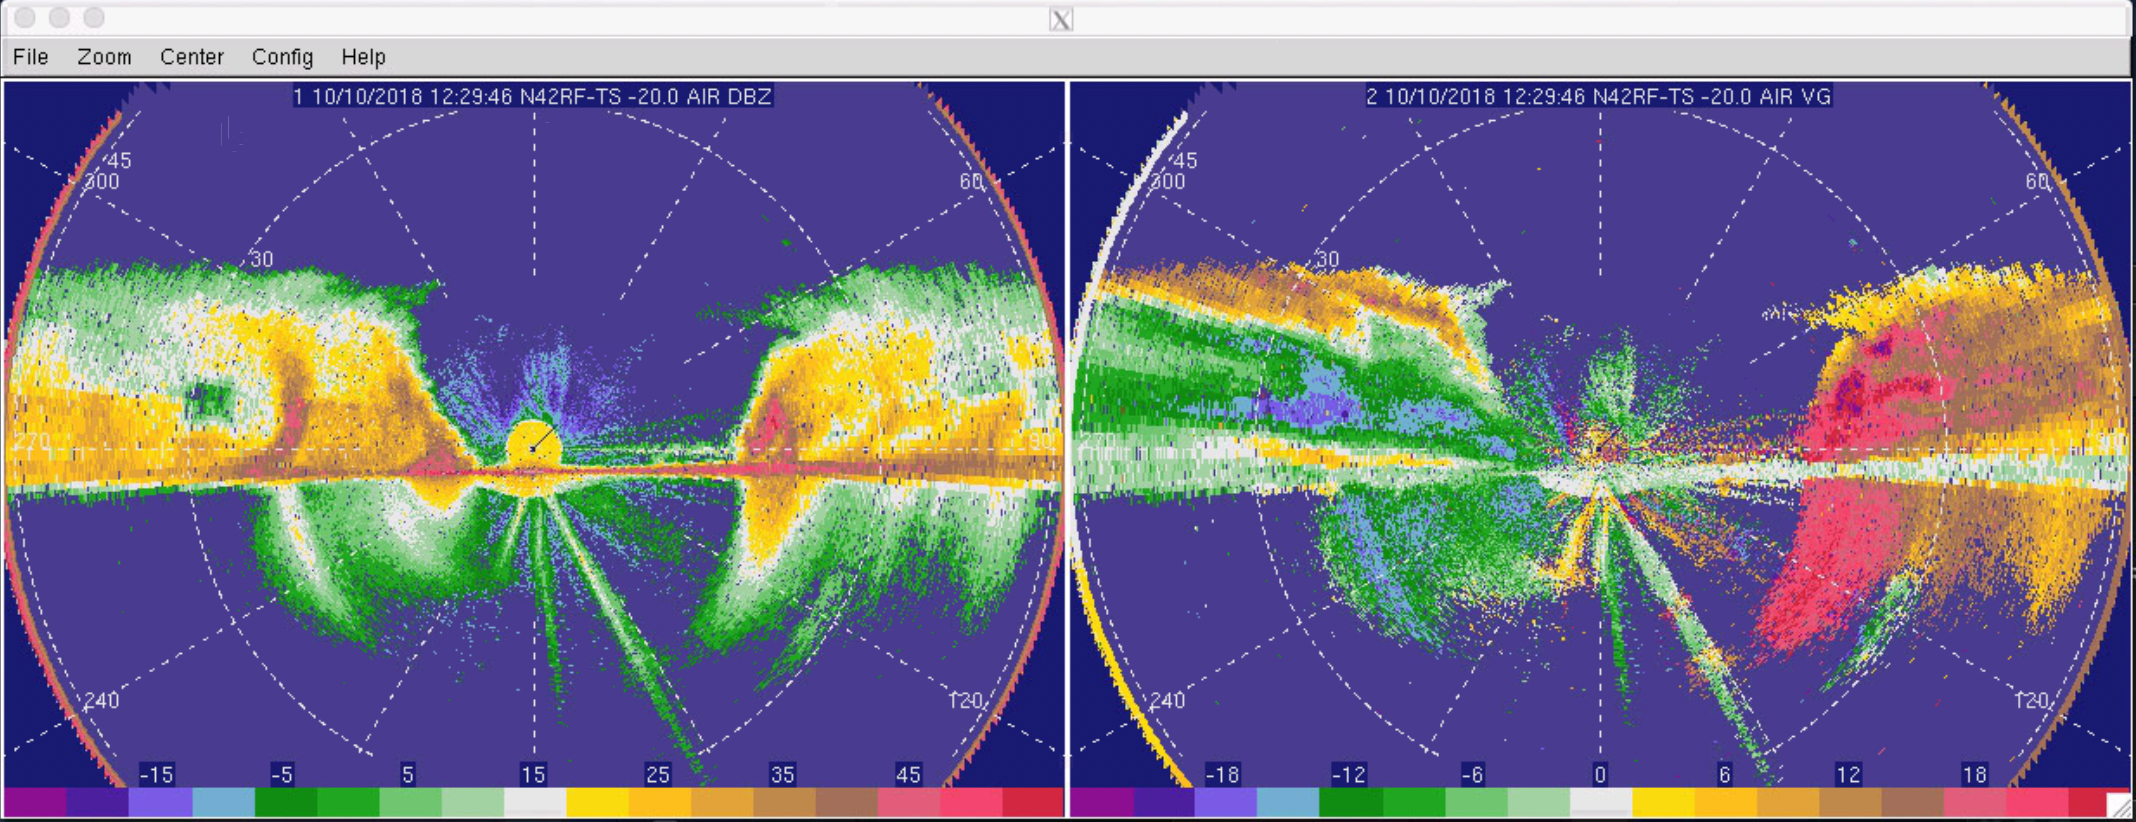 X
File Zoom Center Config Help
1 10/10/2018 12:29:46 N42RF-TS -20.0 AIR DBZ
45
300
60
30
270
90
240
120
-15 -5 5 15 25 35 45
2 10/10/2018 12:29:46 N42RF-TS -20.0 AIR VG
45
300
60
30
270
240
120
-18 -12 -6 0 6 12 18